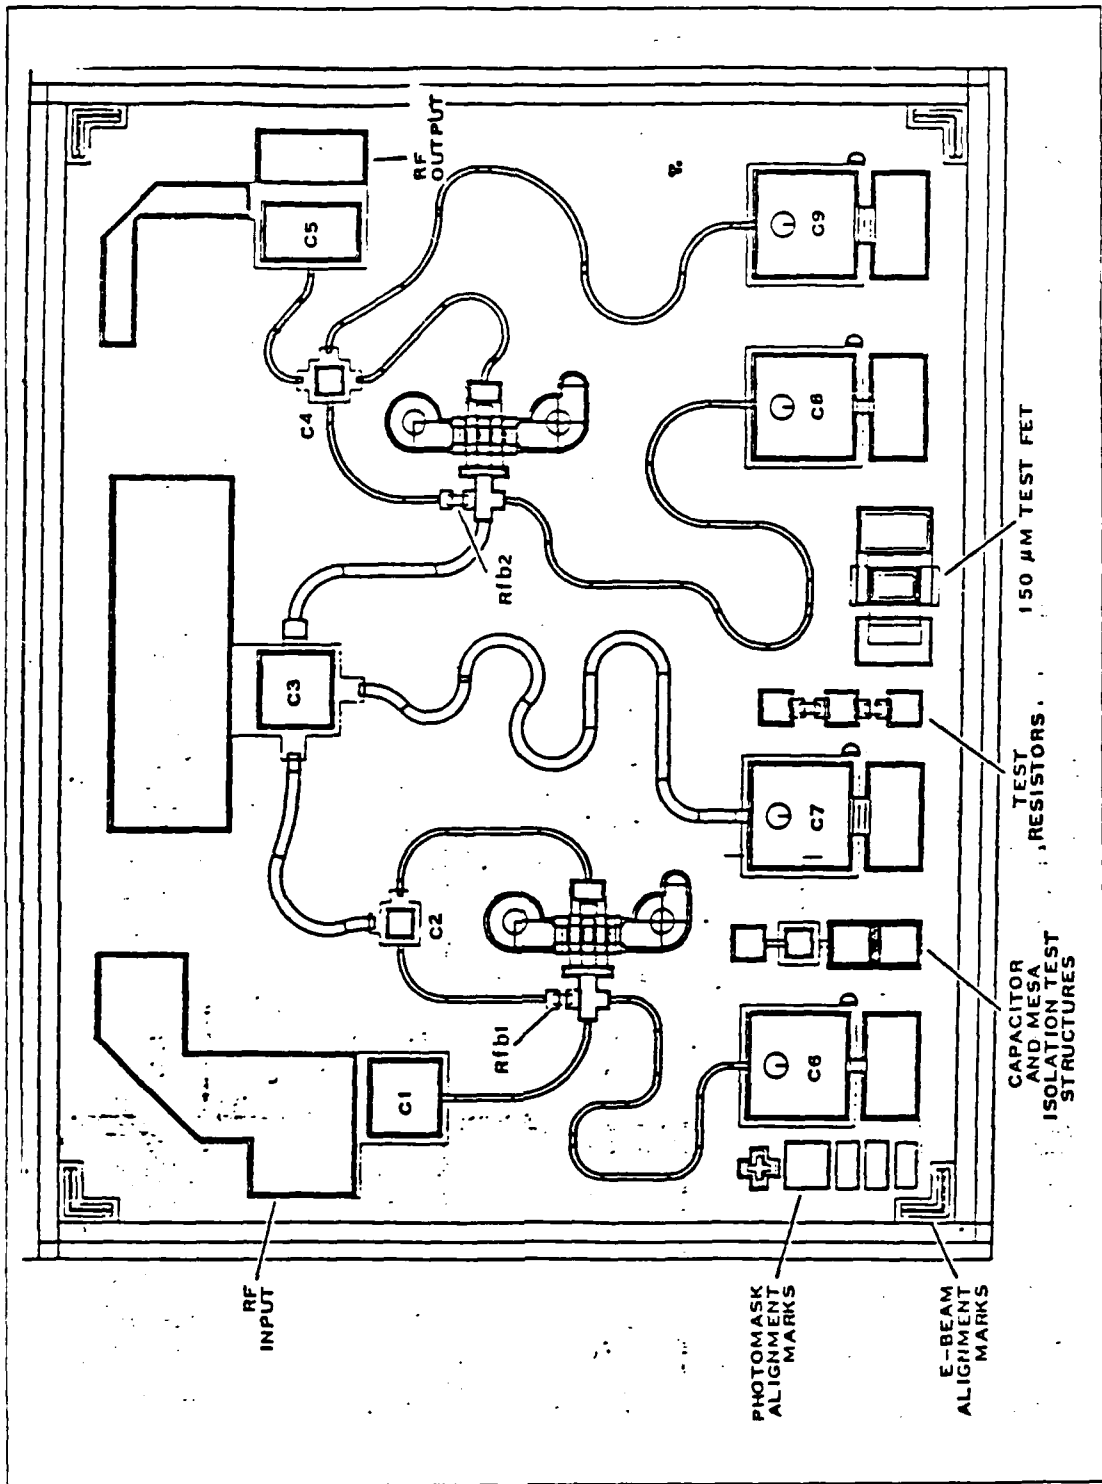 RF
INPUT
RF
OUTPUT
C5
C4
C3
C2
C1
Rfb2
Rfb1
C6
C7
C8
C9
PHOTOMASK
ALIGNMENT
MARKS
E-BEAM
ALIGNMENT
MARKS
CAPACITOR
AND MESA
ISOLATION TEST
STRUCTURES
TEST
RESISTORS
150 µM TEST FET